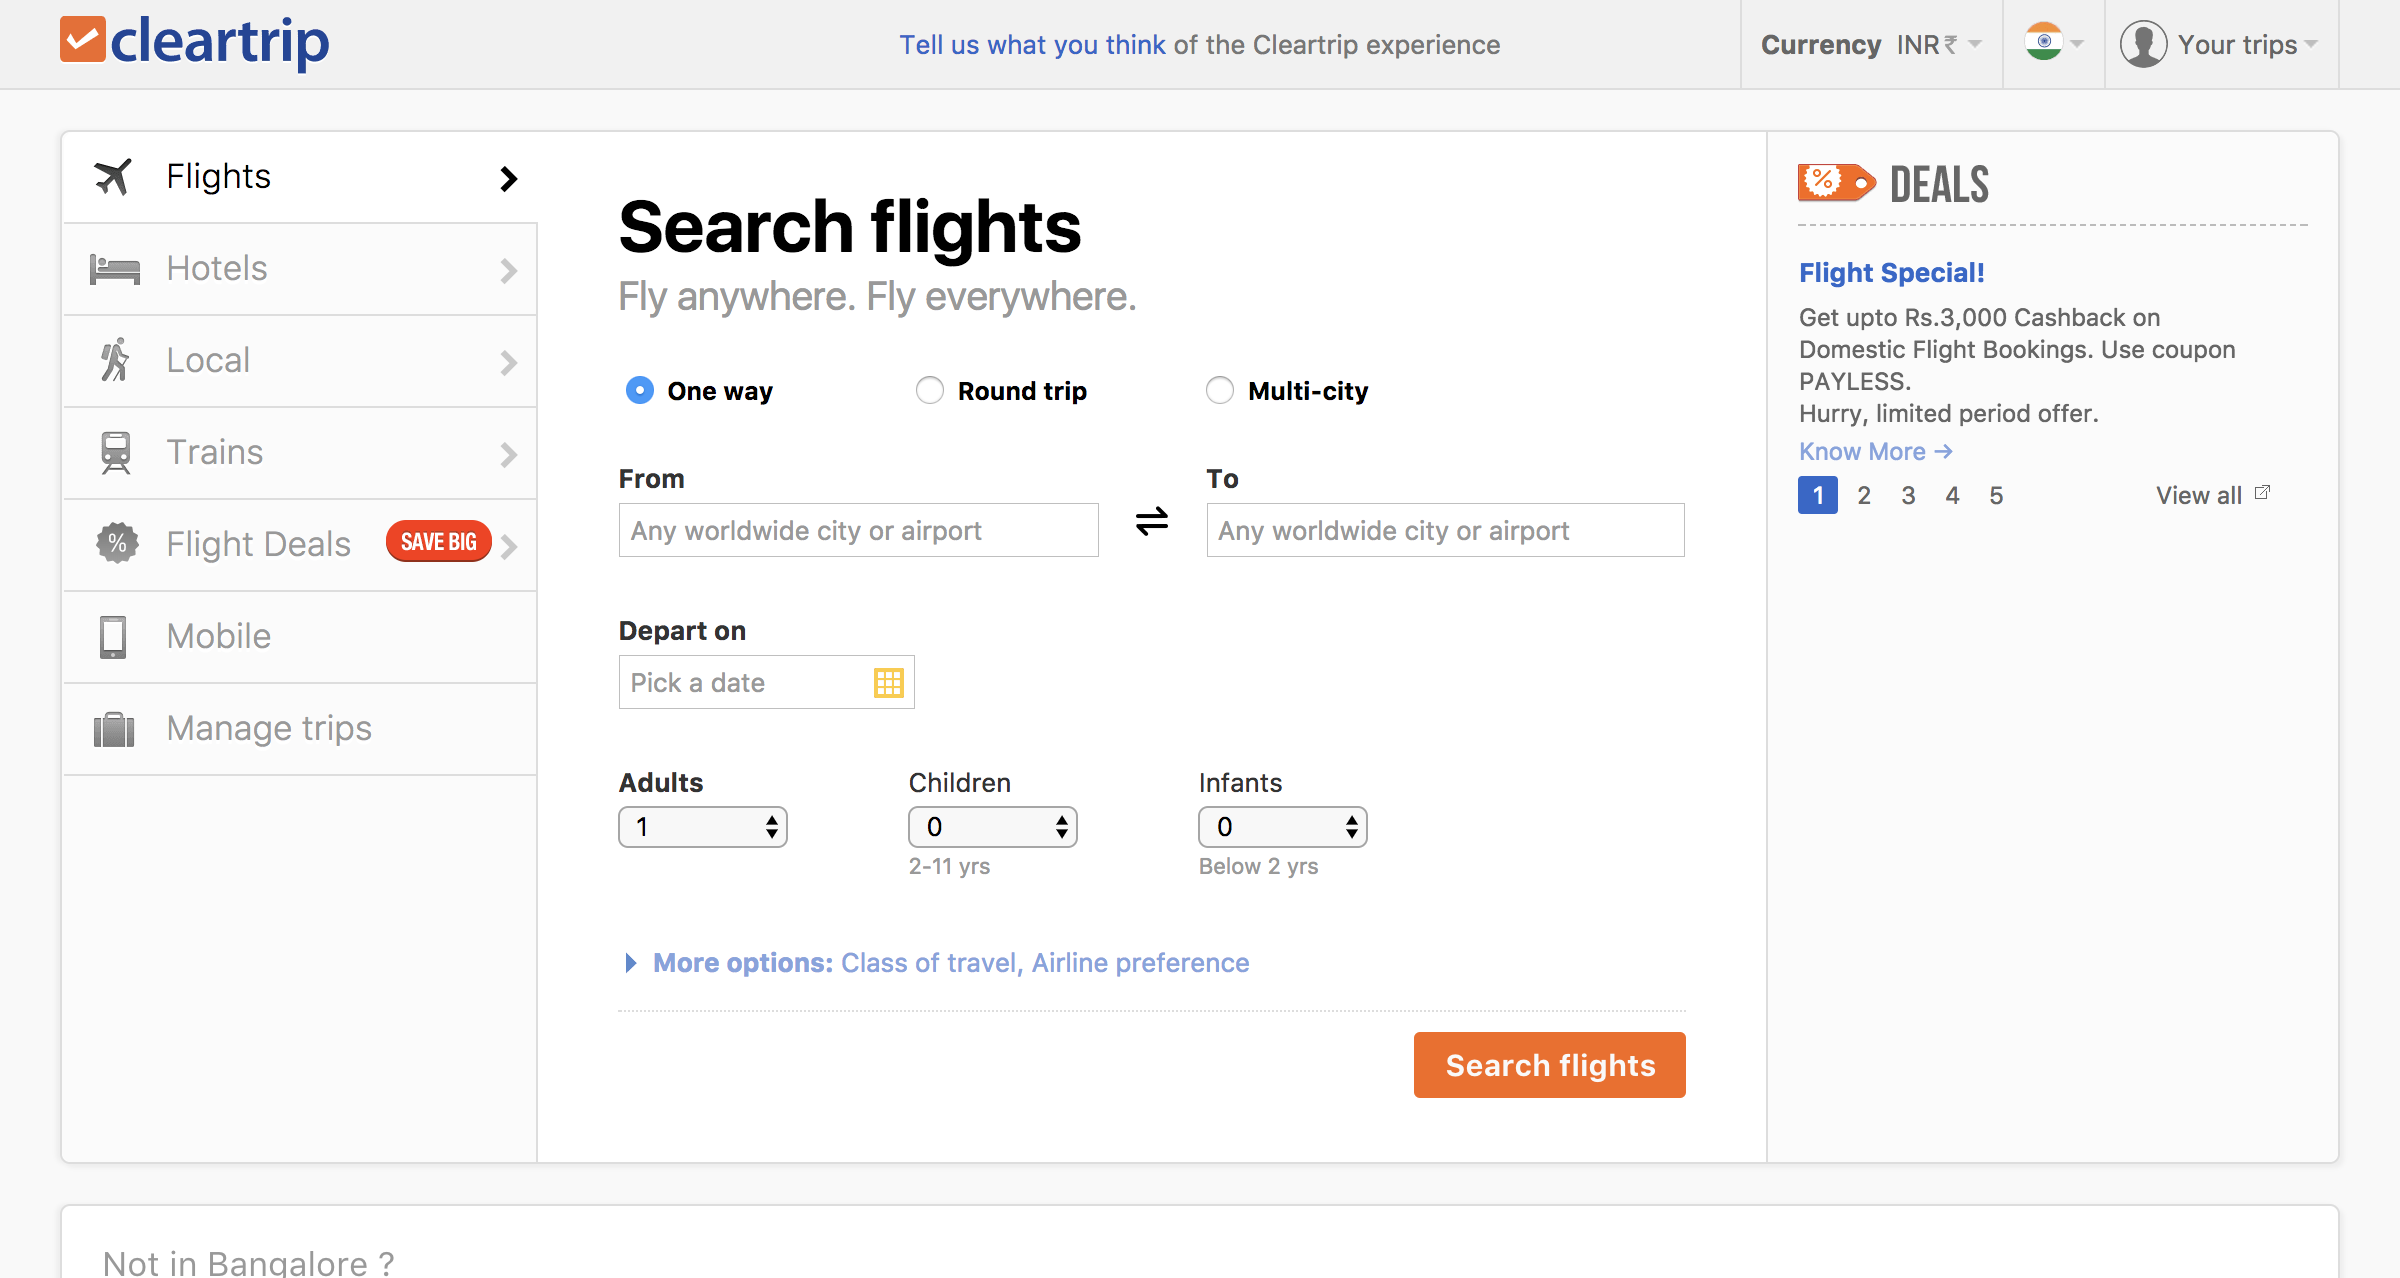 cleartrip
Tell us what you think of the Cleartrip experience
Currency INR₹
Your trips
Flights
Hotels
Local
Trains
Flight Deals SAVE BIG
Mobile
Manage trips
Search flights
Fly anywhere. Fly everywhere.
One way Round trip Multi-city
From To
Any worldwide city or airport Any worldwide city or airport
Depart on
Pick a date
Adults Children Infants
1 0 0
2-11 yrs Below 2 yrs
More options: Class of travel, Airline preference
Search flights
% DEALS
Flight Special!
Get upto Rs.3,000 Cashback on
Domestic Flight Bookings. Use coupon
PAYLESS.
Hurry, limited period offer.
Know More →
1 2 3 4 5 View all
Not in Bangalore ?